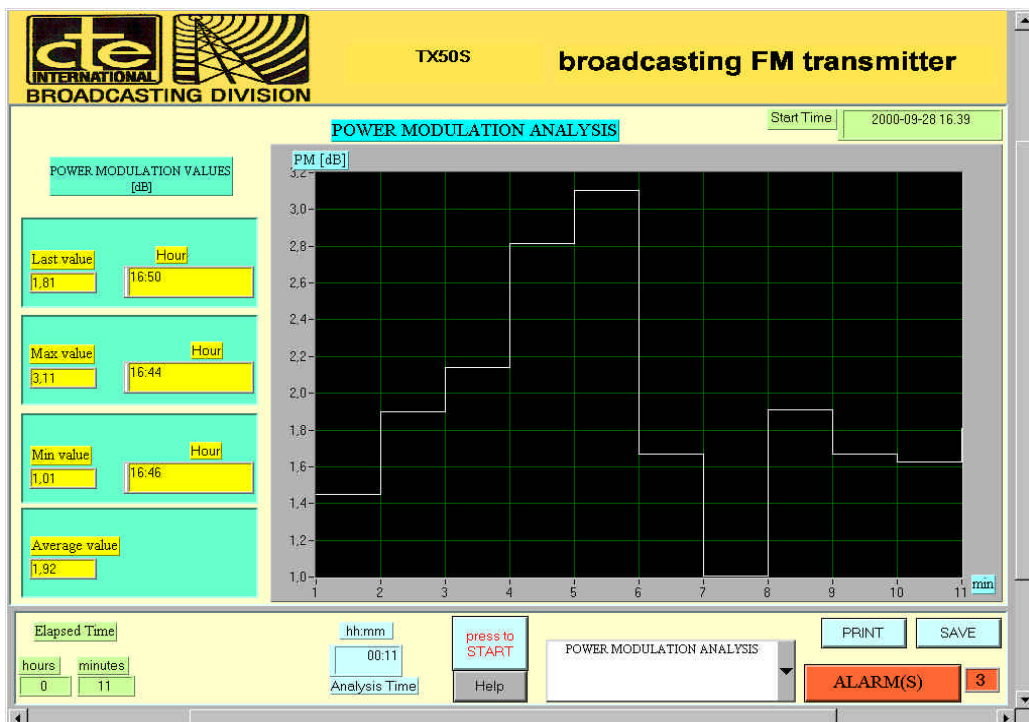 cte
INTERNATIONAL
BROADCASTING DIVISION
TX50S
broadcasting FM transmitter
POWER MODULATION ANALYSIS
Start Time
2000-09-28 16.39
POWER MODULATION VALUES
[dB]
Last value
Hour
1,81
16:50
Max value
Hour
3,11
16:44
Min value
Hour
1,01
16:46
Average value
1,92
PM [dB]
3,2
3,0
2,8
2,6
2,4
2,2
2,0
1,8
1,6
1,4
1,2
1,0
1 2 3 4 5 6 7 8 9 10 11
min
Elapsed Time
hours
minutes
0
11
hh:mm
00:11
Analysis Time
press to
START
Help
POWER MODULATION ANALYSIS
PRINT
SAVE
ALARM(S)
3